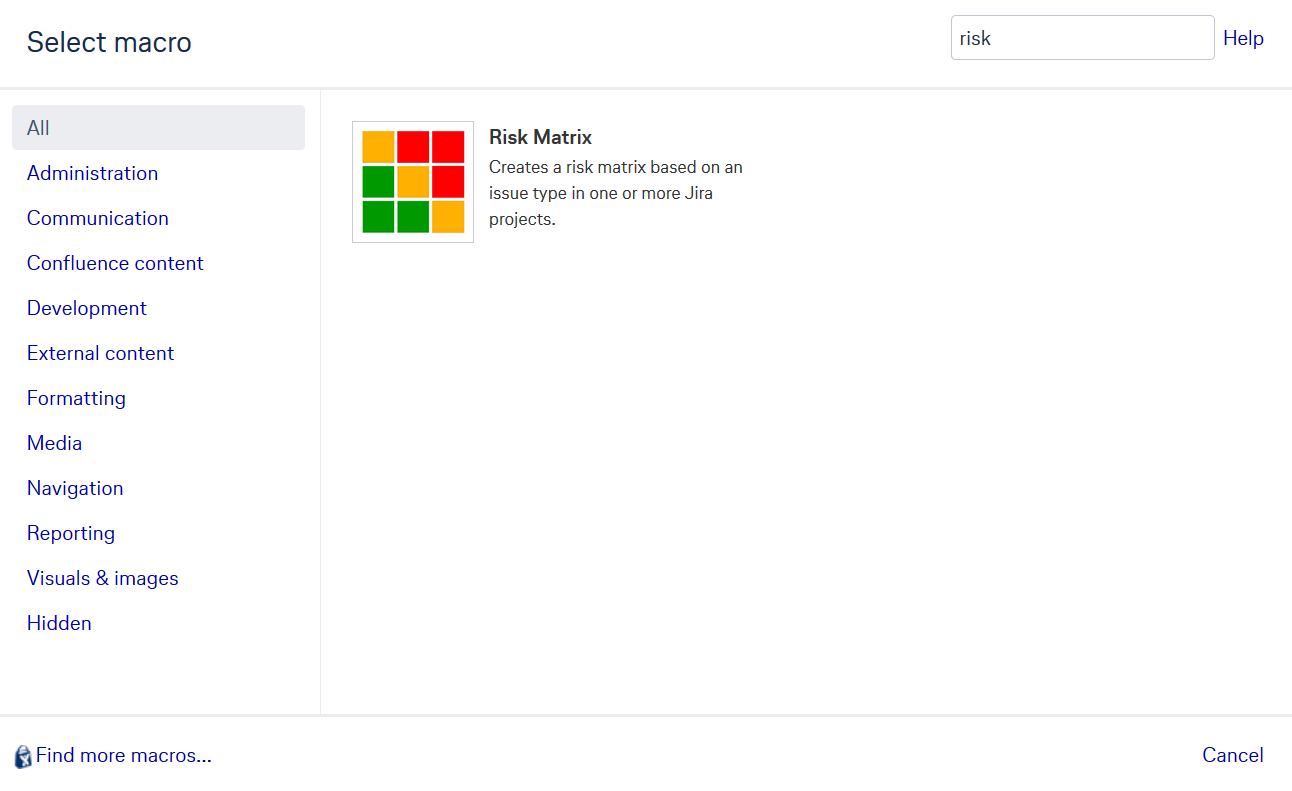 Select macro
risk
Help
All
Administration
Communication
Confluence content
Development
External content
Formatting
Media
Navigation
Reporting
Visuals & images
Hidden
Risk Matrix
Creates a risk matrix based on an
issue type in one or more Jira
projects.
Find more macros...
Cancel